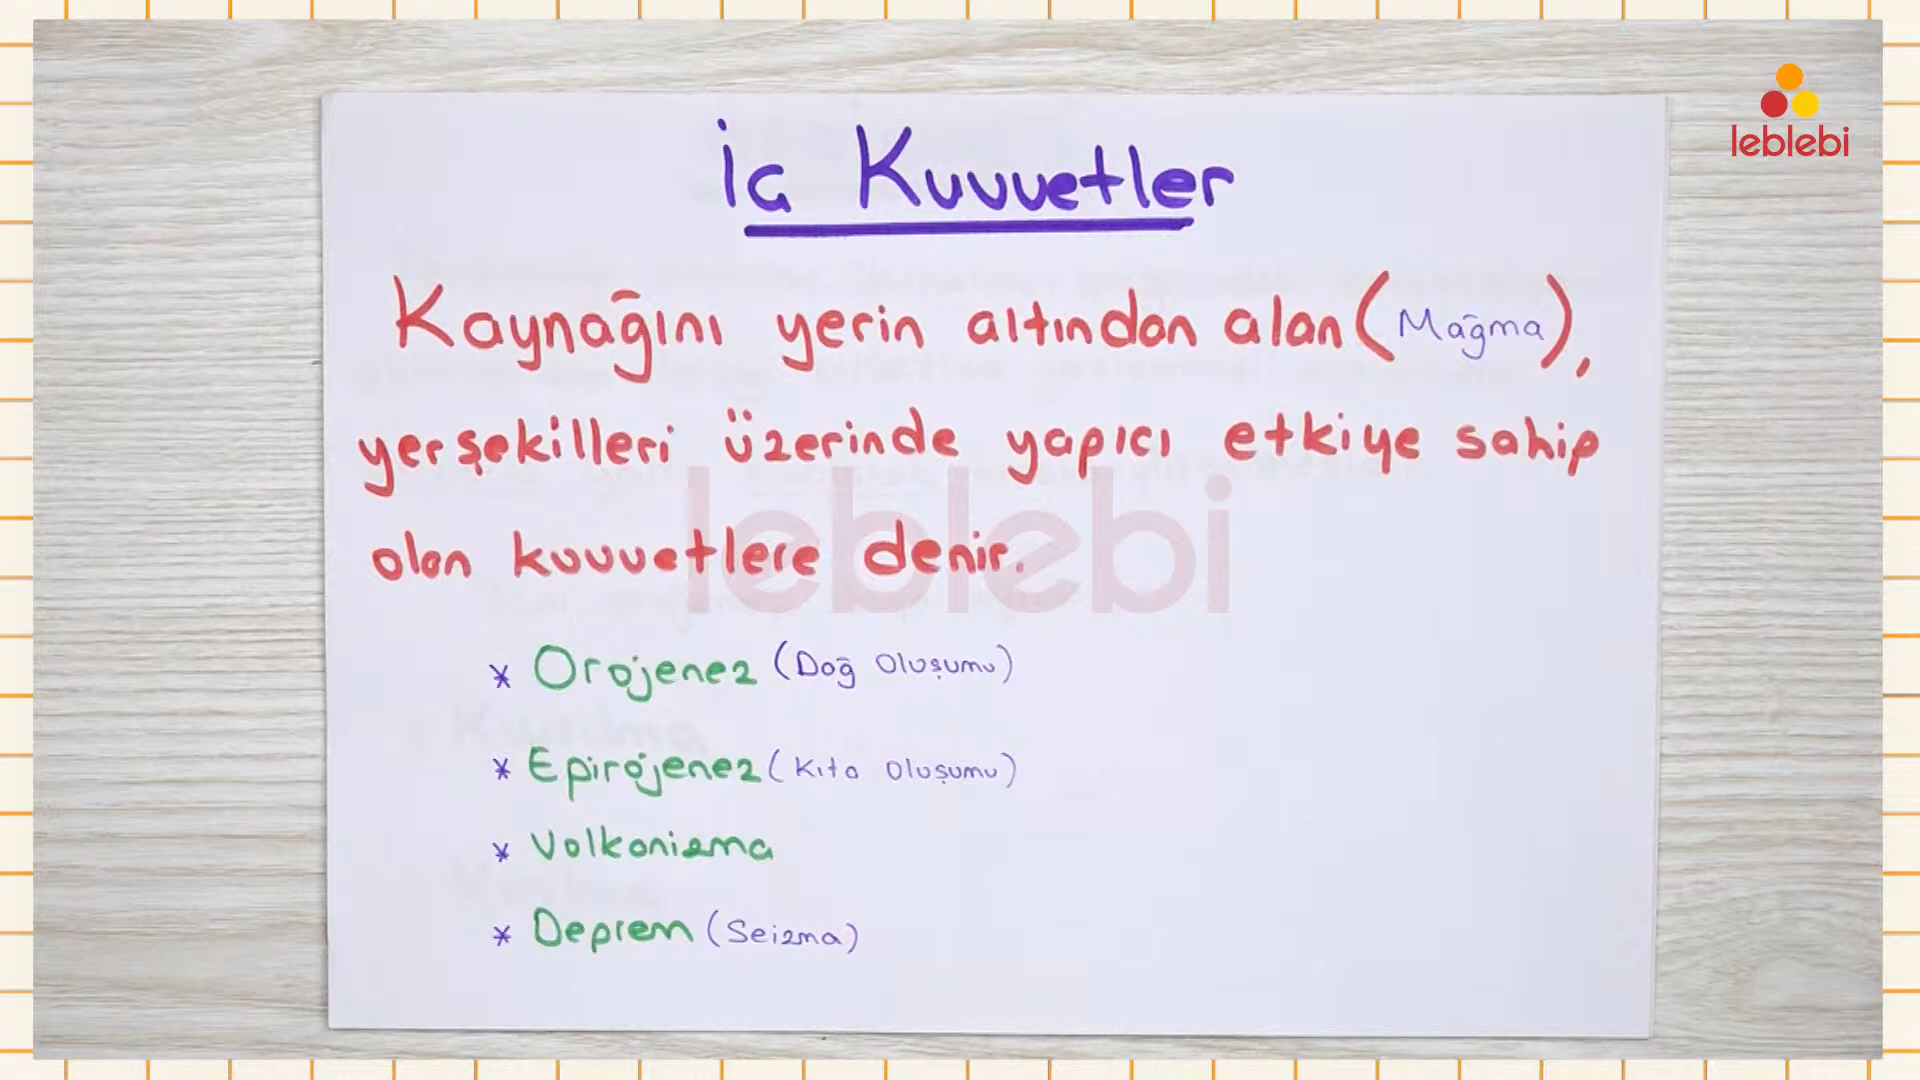 leblebi
İç Kuvvetler
Kaynağını yerin altından alan (Mağma),
yerşekilleri üzerinde yapıcı etkiye sahip
olan kuvvetlere denir.
leblebi
* Orojenez (Dağ Oluşumu)
* Epirojenez (Kıta Oluşumu)
* Volkanizma
* Deprem (Seizma)